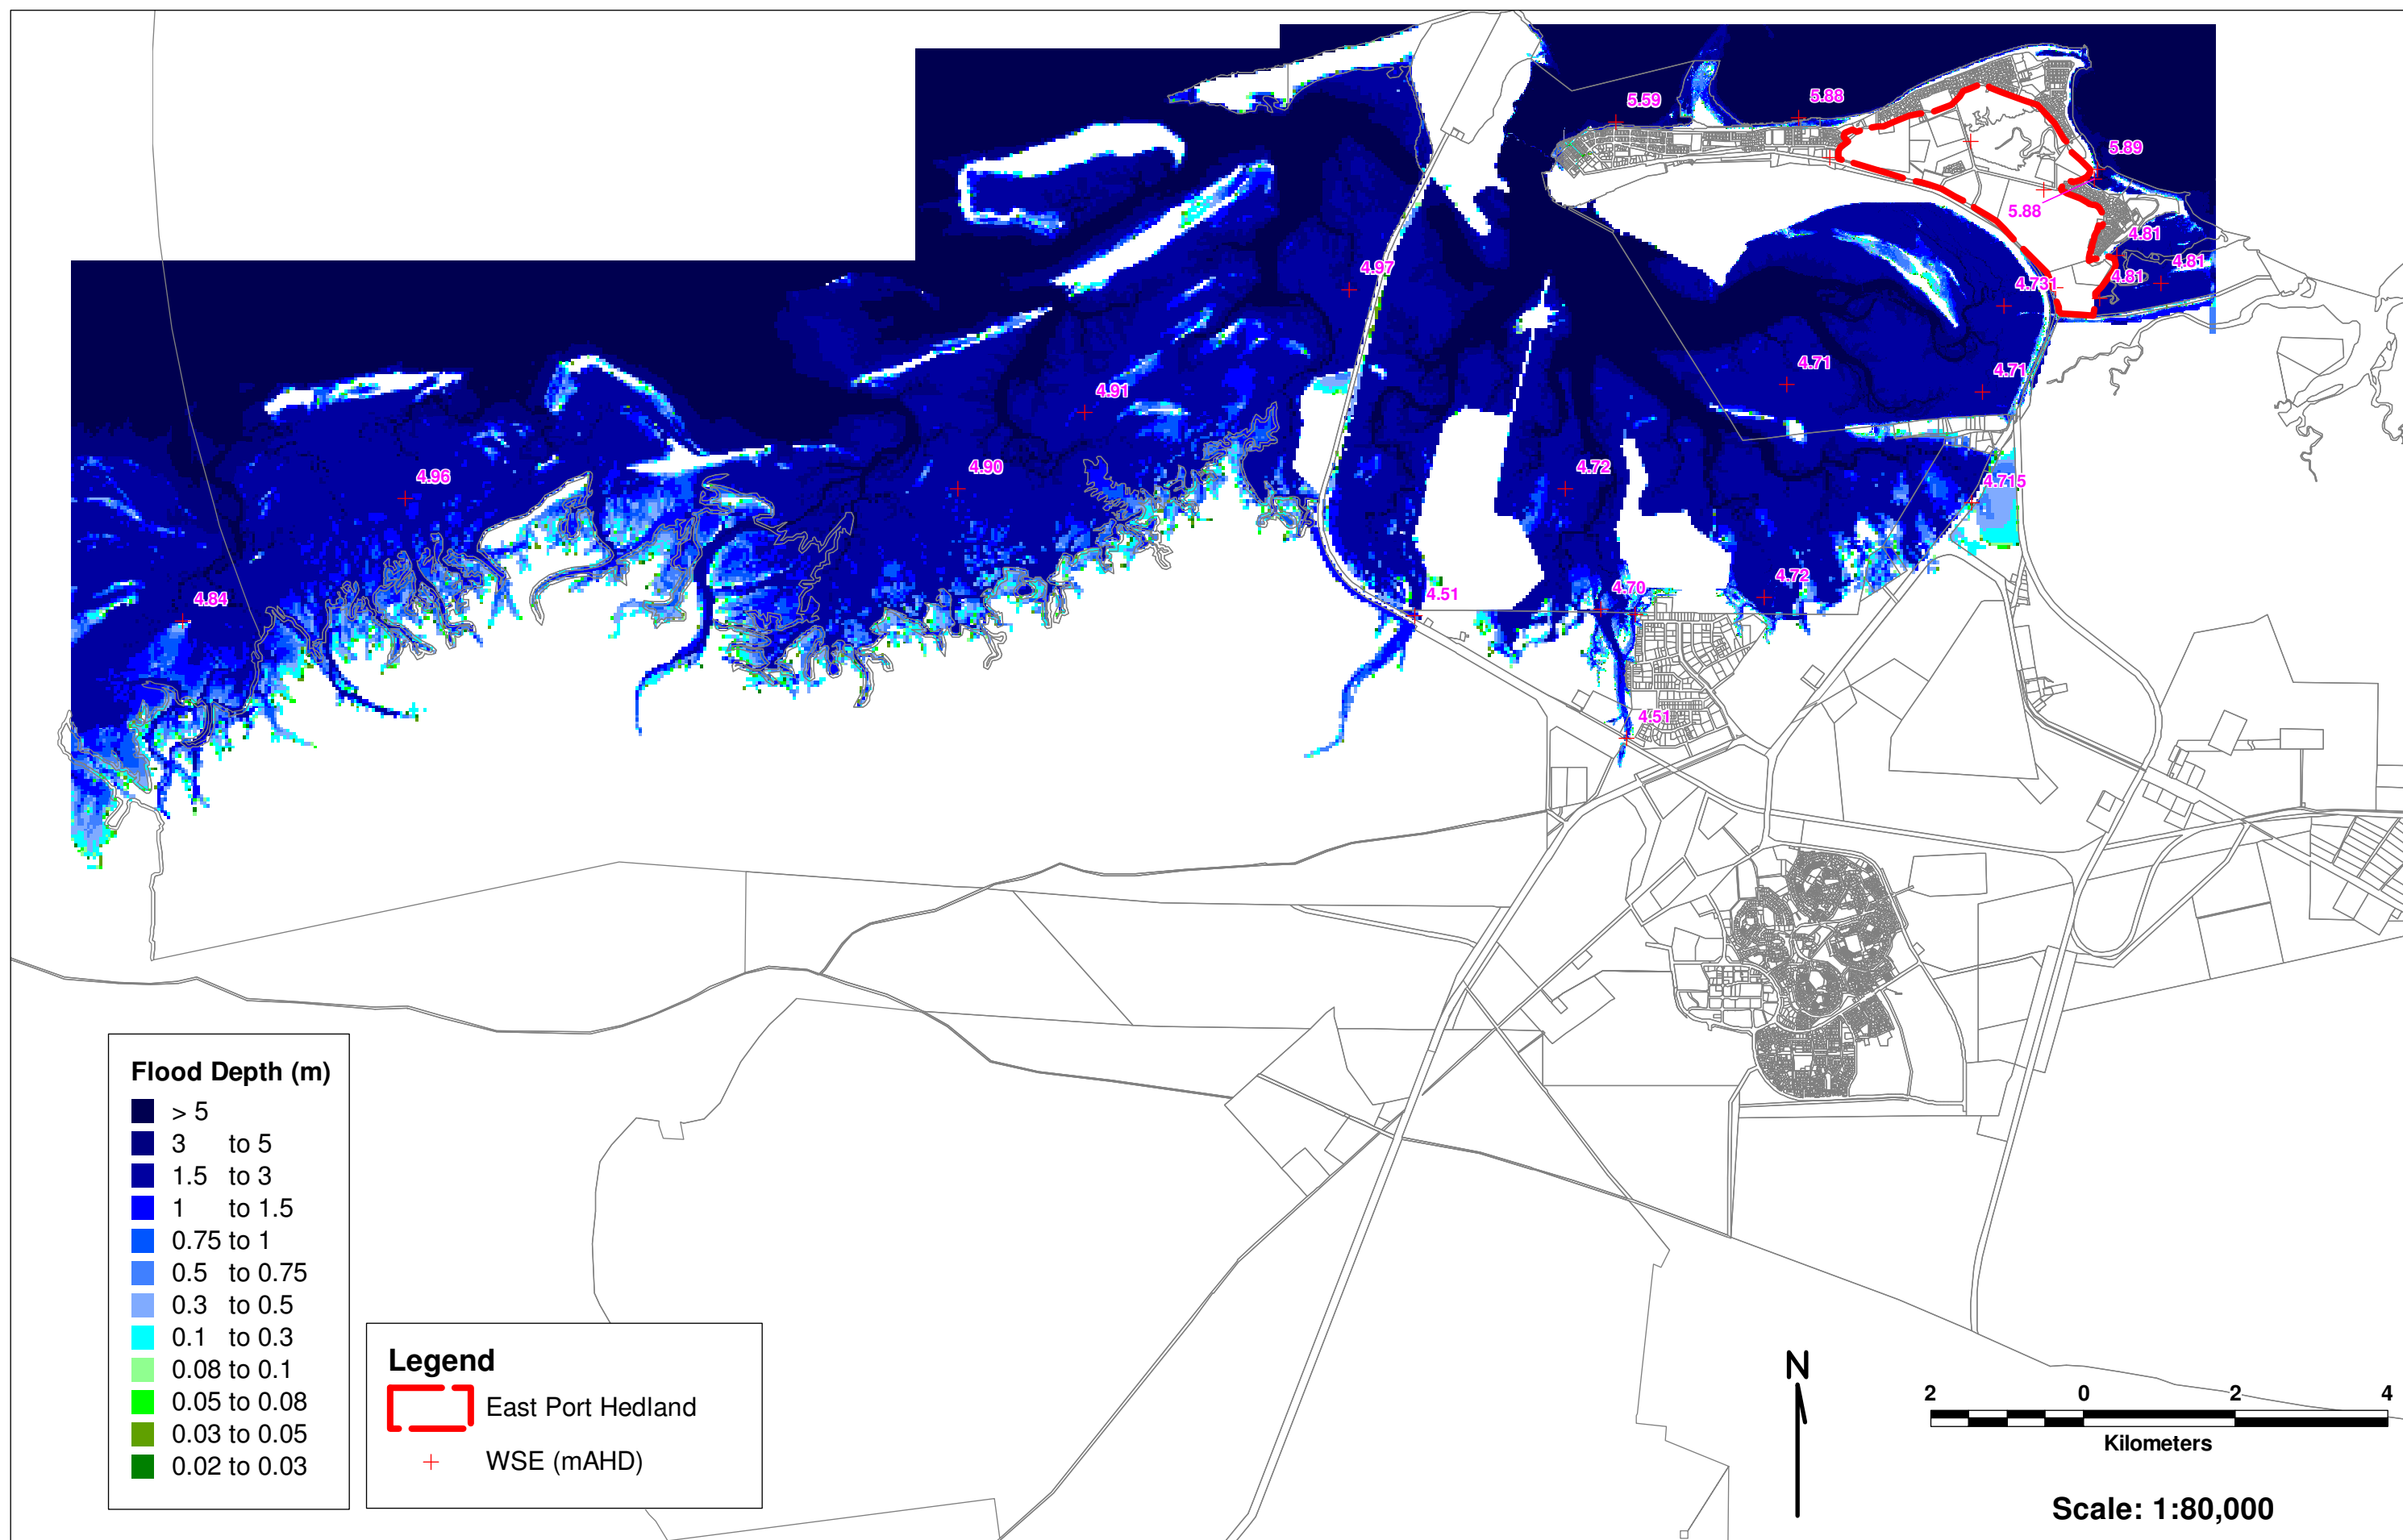 5.59
5.88
5.89
5.88
4.81
4.81
4.81
4.97
4.731
4.71
4.71
4.91
4.96
4.90
4.72
4.715
4.84
4.51
4.70
4.72
4.51
Flood Depth (m)
> 5
3 to 5
1.5 to 3
1 to 1.5
0.75 to 1
0.5 to 0.75
0.3 to 0.5
0.1 to 0.3
0.08 to 0.1
0.05 to 0.08
0.03 to 0.05
0.02 to 0.03
Legend
East Port Hedland
WSE (mAHD)
N
2 0 2 4
Kilometers
Scale: 1:80,000